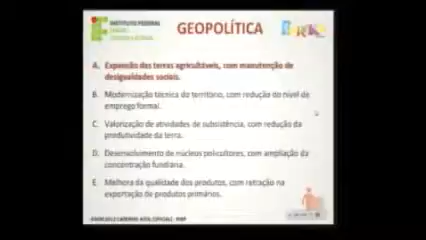 INSTITUTO FEDERAL
GEOPOLÍTICA
A. Expansão das terras agricultáveis, com manutenção de
desigualdades sociais.
B. Modernização técnica do território, com redução do nível de
emprego formal.
C. Valorização de atividades de subsistência, com redução da
produtividade da terra.
D. Desenvolvimento de núcleos policultores, com ampliação da
concentração fundiária.
E. Melhora da qualidade dos produtos, com retração na
exportação de produtos primários.